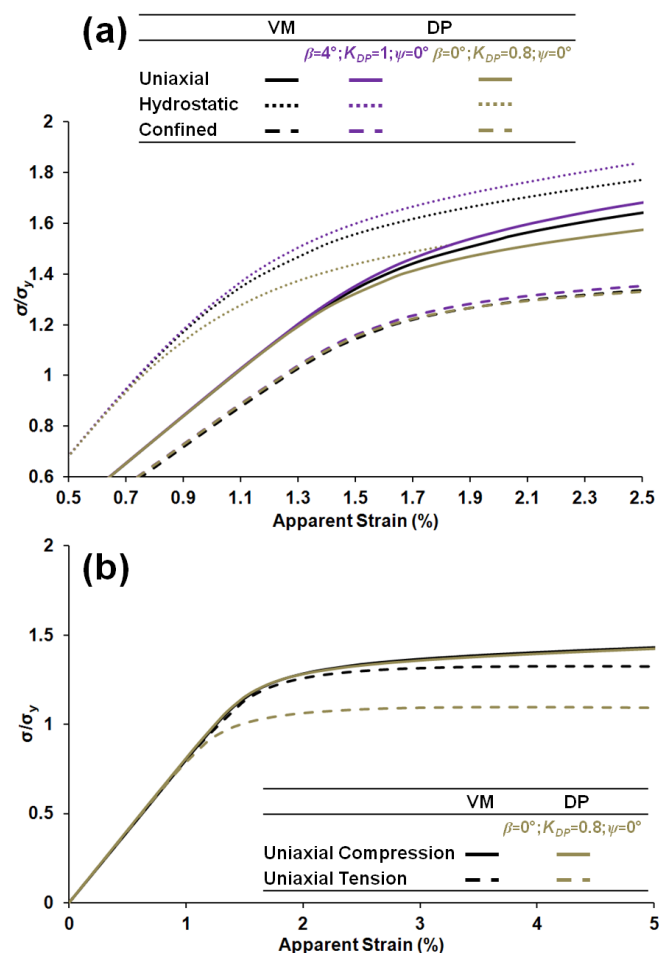 (a)
VM DP
β=4°;K_DP=1;ψ=0° β=0°;K_DP=0.8;ψ=0°
Uniaxial
Hydrostatic
Confined
2
1.8
1.6
1.4
1.2
1
0.8
0.6
σ/σy
0.5 0.7 0.9 1.1 1.3 1.5 1.7 1.9 2.1 2.3 2.5
Apparent Strain (%)
(b)
2
1.5
1
0.5
0
σ/σy
VM DP
β=0°;K_DP=0.8;ψ=0°
Uniaxial Compression
Uniaxial Tension
0 1 2 3 4 5
Apparent Strain (%)